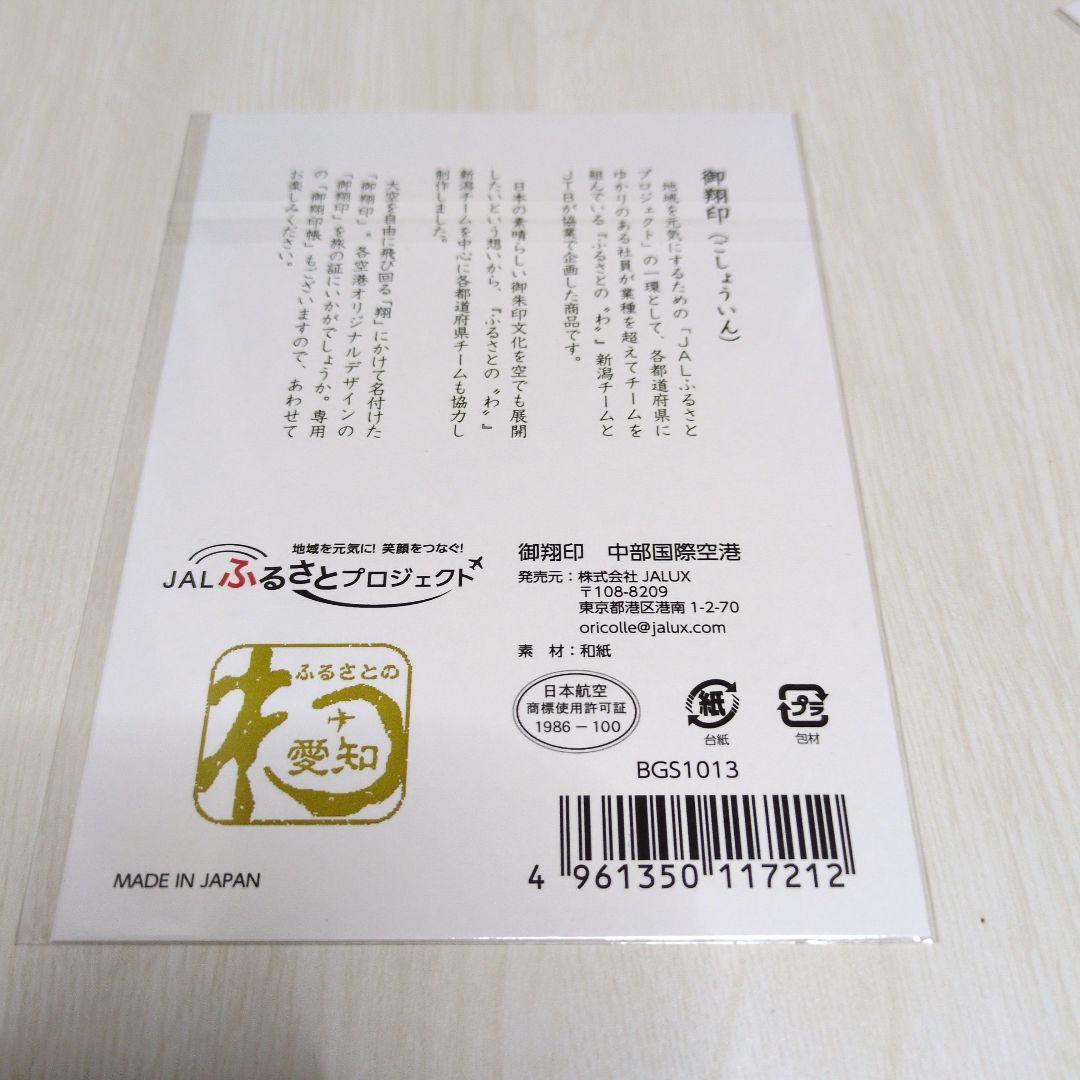 御翔印(ごしょういん)
地域を元気にするための「JALふるさと
プロジェクト」の一環として、各都道府県に
ゆかりのある社員が業種を超えてチームを
組んでいる『ふるさとの〝わ〟』新潟チームと
JTBが協業で企画した商品です。
日本の素晴らしい御朱印文化を空でも展開
したいという想いから、『ふるさとの〝わ〟』
新潟チームを中心に各都道府県チームも協力し
制作しました。
大空を自由に飛び回る「翔」にかけて名付けた
「御翔印」。各空港オリジナルデザインの
「御翔印」を旅の証にいかがでしょうか。専用
の「御翔印帳」もございますので、あわせて
お楽しみください。
地域を元気に! 笑顔をつなぐ!
JALふるさとプロジェクト
ふるさとの
わ
愛知
MADE IN JAPAN
御翔印 中部国際空港
発売元:株式会社 JALUX
〒108-8209
東京都港区港南 1-2-70
oricolle@jalux.com
素 材:和紙
日本航空
商標使用許可証
1986-100
紙
台紙
プラ
包材
BGS1013
4 961350 117212